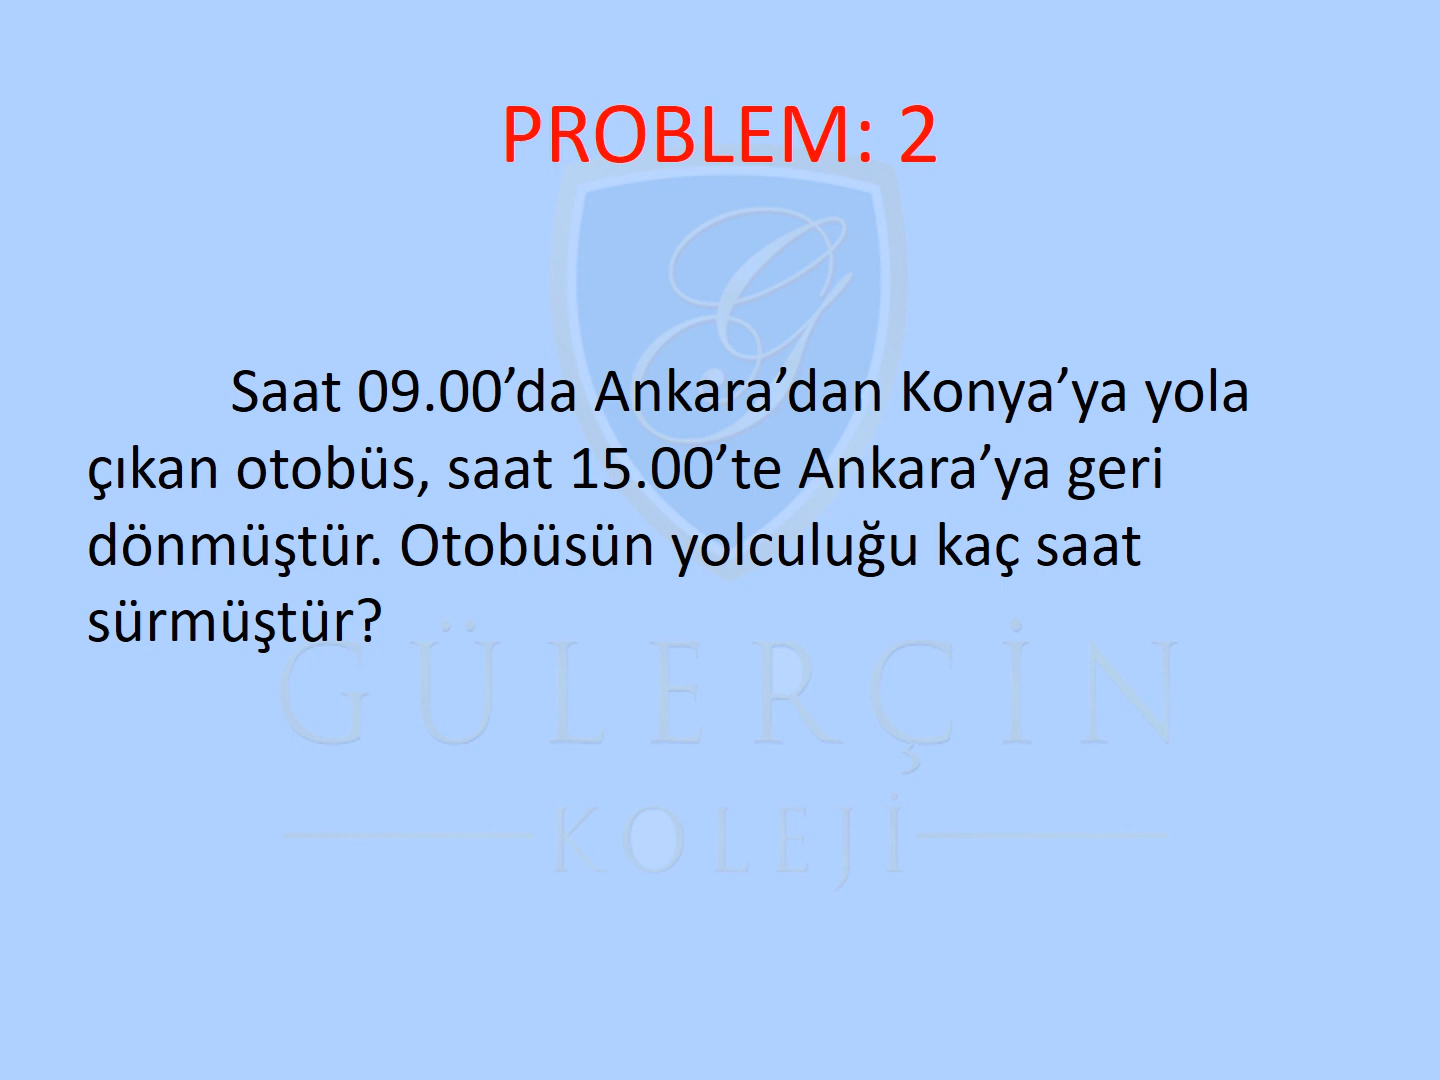 PROBLEM: 2
Saat 09.00’da Ankara’dan Konya’ya yola
çıkan otobüs, saat 15.00’te Ankara’ya geri
dönmüştür. Otobüsün yolculuğu kaç saat
sürmüştür?
GÜLERÇİN
KOLEJİ